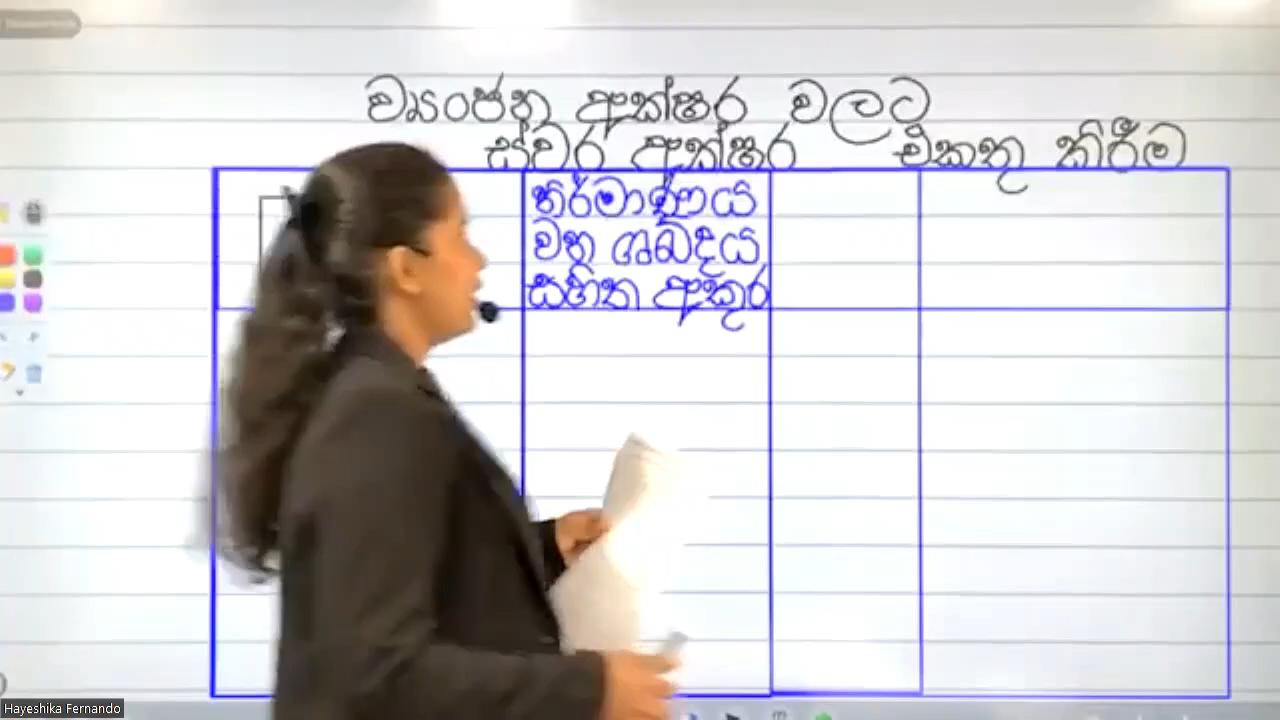 ව්‍යංජන අක්ෂර වලට
ස්වර අක්ෂර එකතු කිරීම
නිර්මාණය
වන ශබ්දය
සහිත අකුර
Hayeshika Fernando